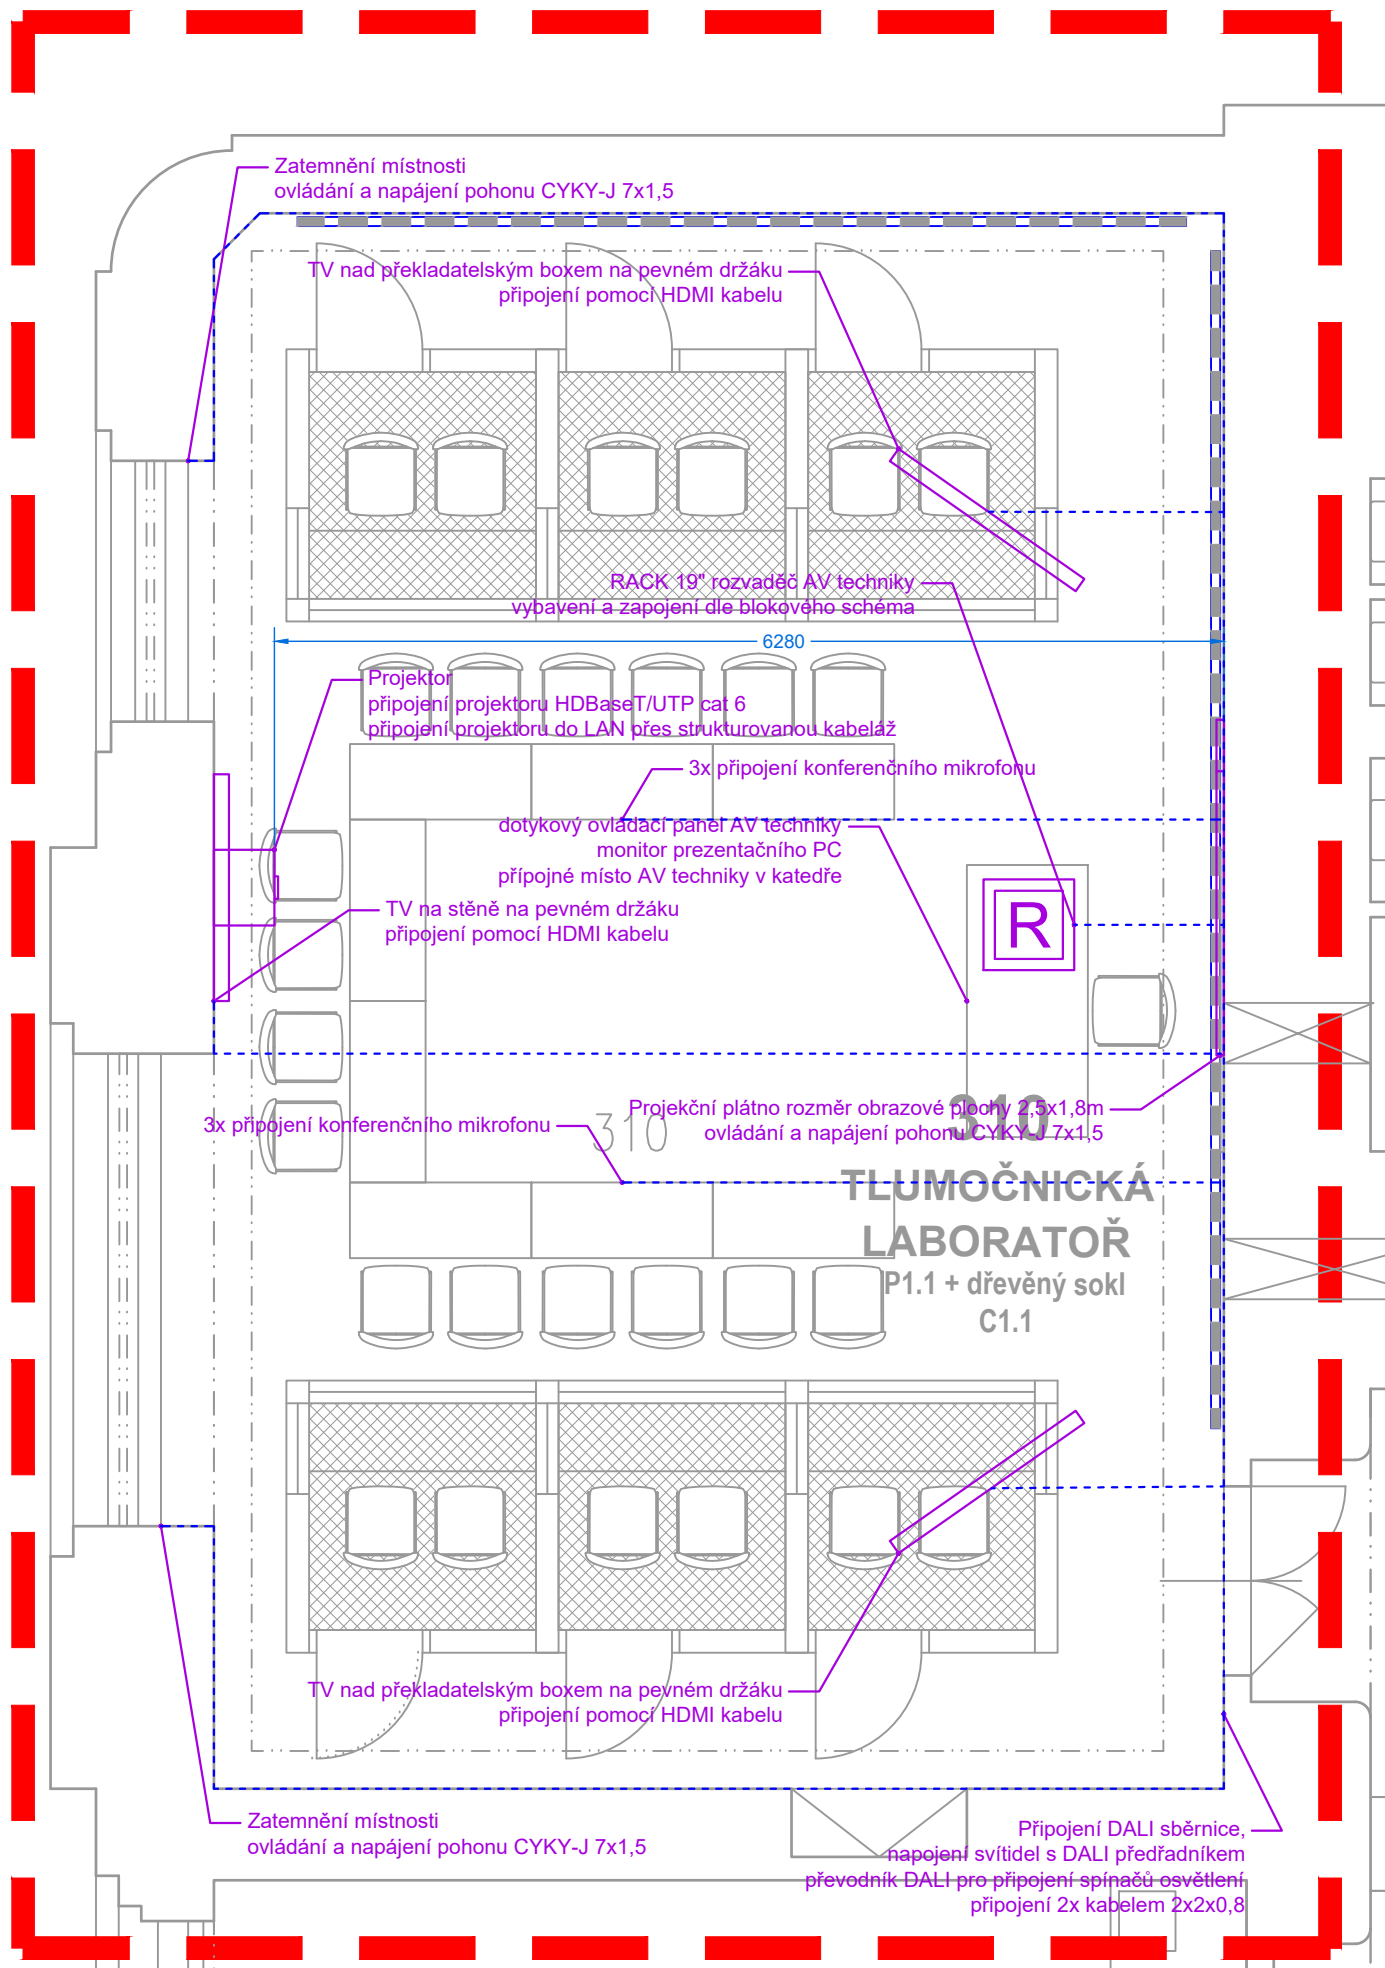 Zatemnění místnosti
ovládání a napájení pohonu CYKY-J 7x1,5
TV nad překladatelským boxem na pevném držáku
připojení pomocí HDMI kabelu
RACK 19" rozvaděč AV techniky
vybavení a zapojení dle blokového schéma
6280
Projektor
připojení projektoru HDBaseT/UTP cat 6
připojení projektoru do LAN přes strukturovanou kabeláž
3x připojení konferenčního mikrofonu
dotykový ovládací panel AV techniky
monitor prezentačního PC
přípojné místo AV techniky v katedře
R
TV na stěně na pevném držáku
připojení pomocí HDMI kabelu
Projekční plátno rozměr obrazové plochy 2,5x1,8m
ovládání a napájení pohonu CYKY-J 7x1,5
3x připojení konferenčního mikrofonu
310
310
TLUMOČNICKÁ
LABORATOŘ
P1.1 + dřevěný sokl
C1.1
TV nad překladatelským boxem na pevném držáku
připojení pomocí HDMI kabelu
Zatemnění místnosti
ovládání a napájení pohonu CYKY-J 7x1,5
Připojení DALI sběrnice,
napojení svítidel s DALI předřadníkem
převodník DALI pro připojení spínačů osvětlení
připojení 2x kabelem 2x2x0,8